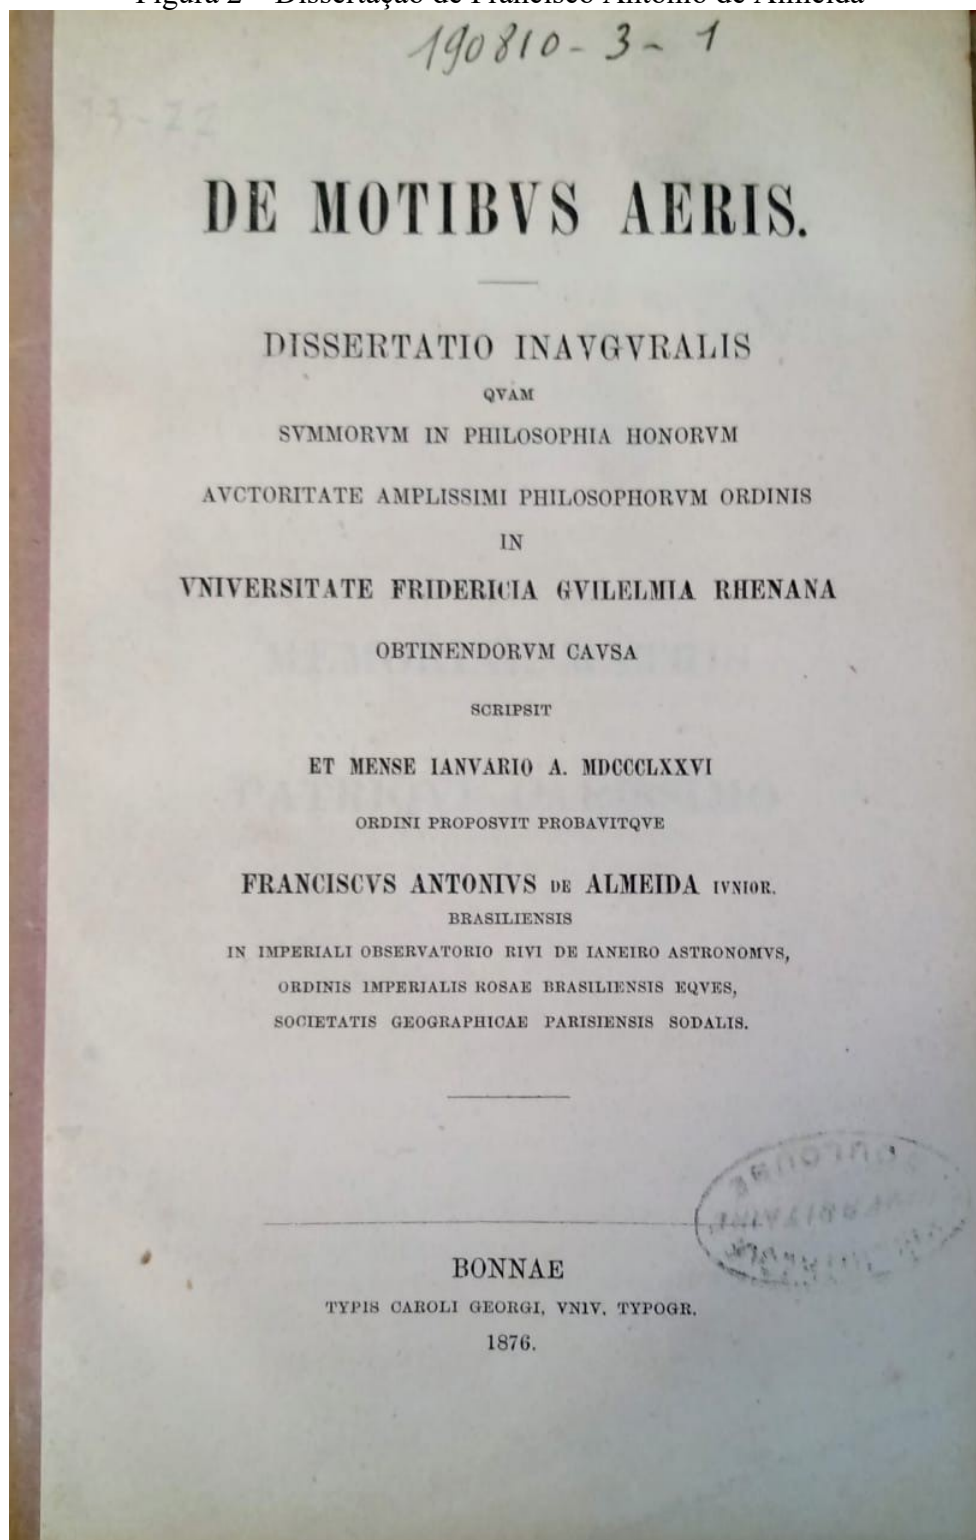 Figura 2 – Dissertação de Francisco Antônio de Almeida
190810-3-1
13-22
DE MOTIBVS AERIS.
DISSERTATIO INAVGVRALIS
QVAM
SVMMORVM IN PHILOSOPHIA HONORVM
AVCTORITATE AMPLISSIMI PHILOSOPHORVM ORDINIS
IN
VNIVERSITATE FRIDERICIA GVILELMIA RHENANA
OBTINENDORVM CAVSA
SCRIPSIT
ET MENSE IANVARIO A. MDCCCLXXVI
ORDINI PROPOSVIT PROBAVITQVE
FRANCISCVS ANTONIVS DE ALMEIDA IVNIOR.
BRASILIENSIS
IN IMPERIALI OBSERVATORIO RIVI DE IANEIRO ASTRONOMVS,
ORDINIS IMPERIALIS ROSAE BRASILIENSIS EQVES,
SOCIETATIS GEOGRAPHICAE PARISIENSIS SODALIS.
BONNAE
TYPIS CAROLI GEORGI, VNIV. TYPOGR.
1876.